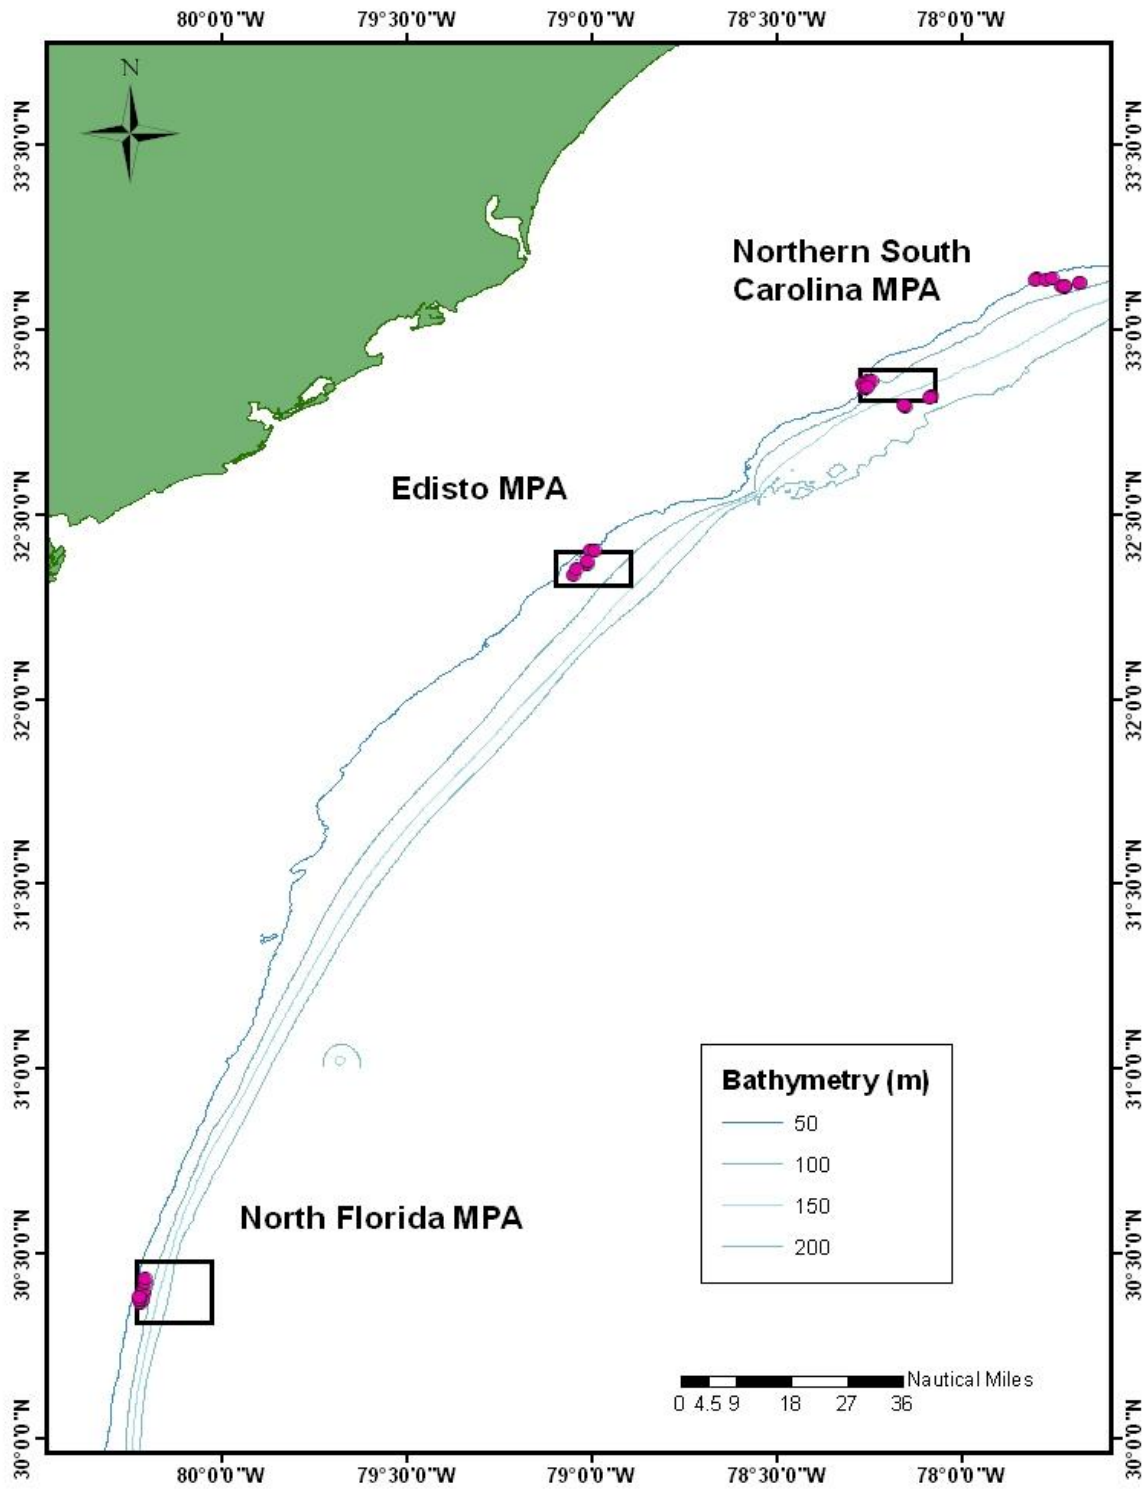 80°0'0"W 79°30'0"W 79°0'0"W 78°30'0"W 78°0'0"W
N
33°30'0"N 33°30'0"N
Northern South
Carolina MPA
33°0'0"N 33°0'0"N
Edisto MPA
32°30'0"N 32°30'0"N
32°0'0"N 32°0'0"N
31°30'0"N 31°30'0"N
31°0'0"N 31°0'0"N
Bathymetry (m)
50
100
150
200
North Florida MPA
30°30'0"N 30°30'0"N
Nautical Miles
0 4.5 9 18 27 36
30°0'0"N 30°0'0"N
80°0'0"W 79°30'0"W 79°0'0"W 78°30'0"W 78°0'0"W